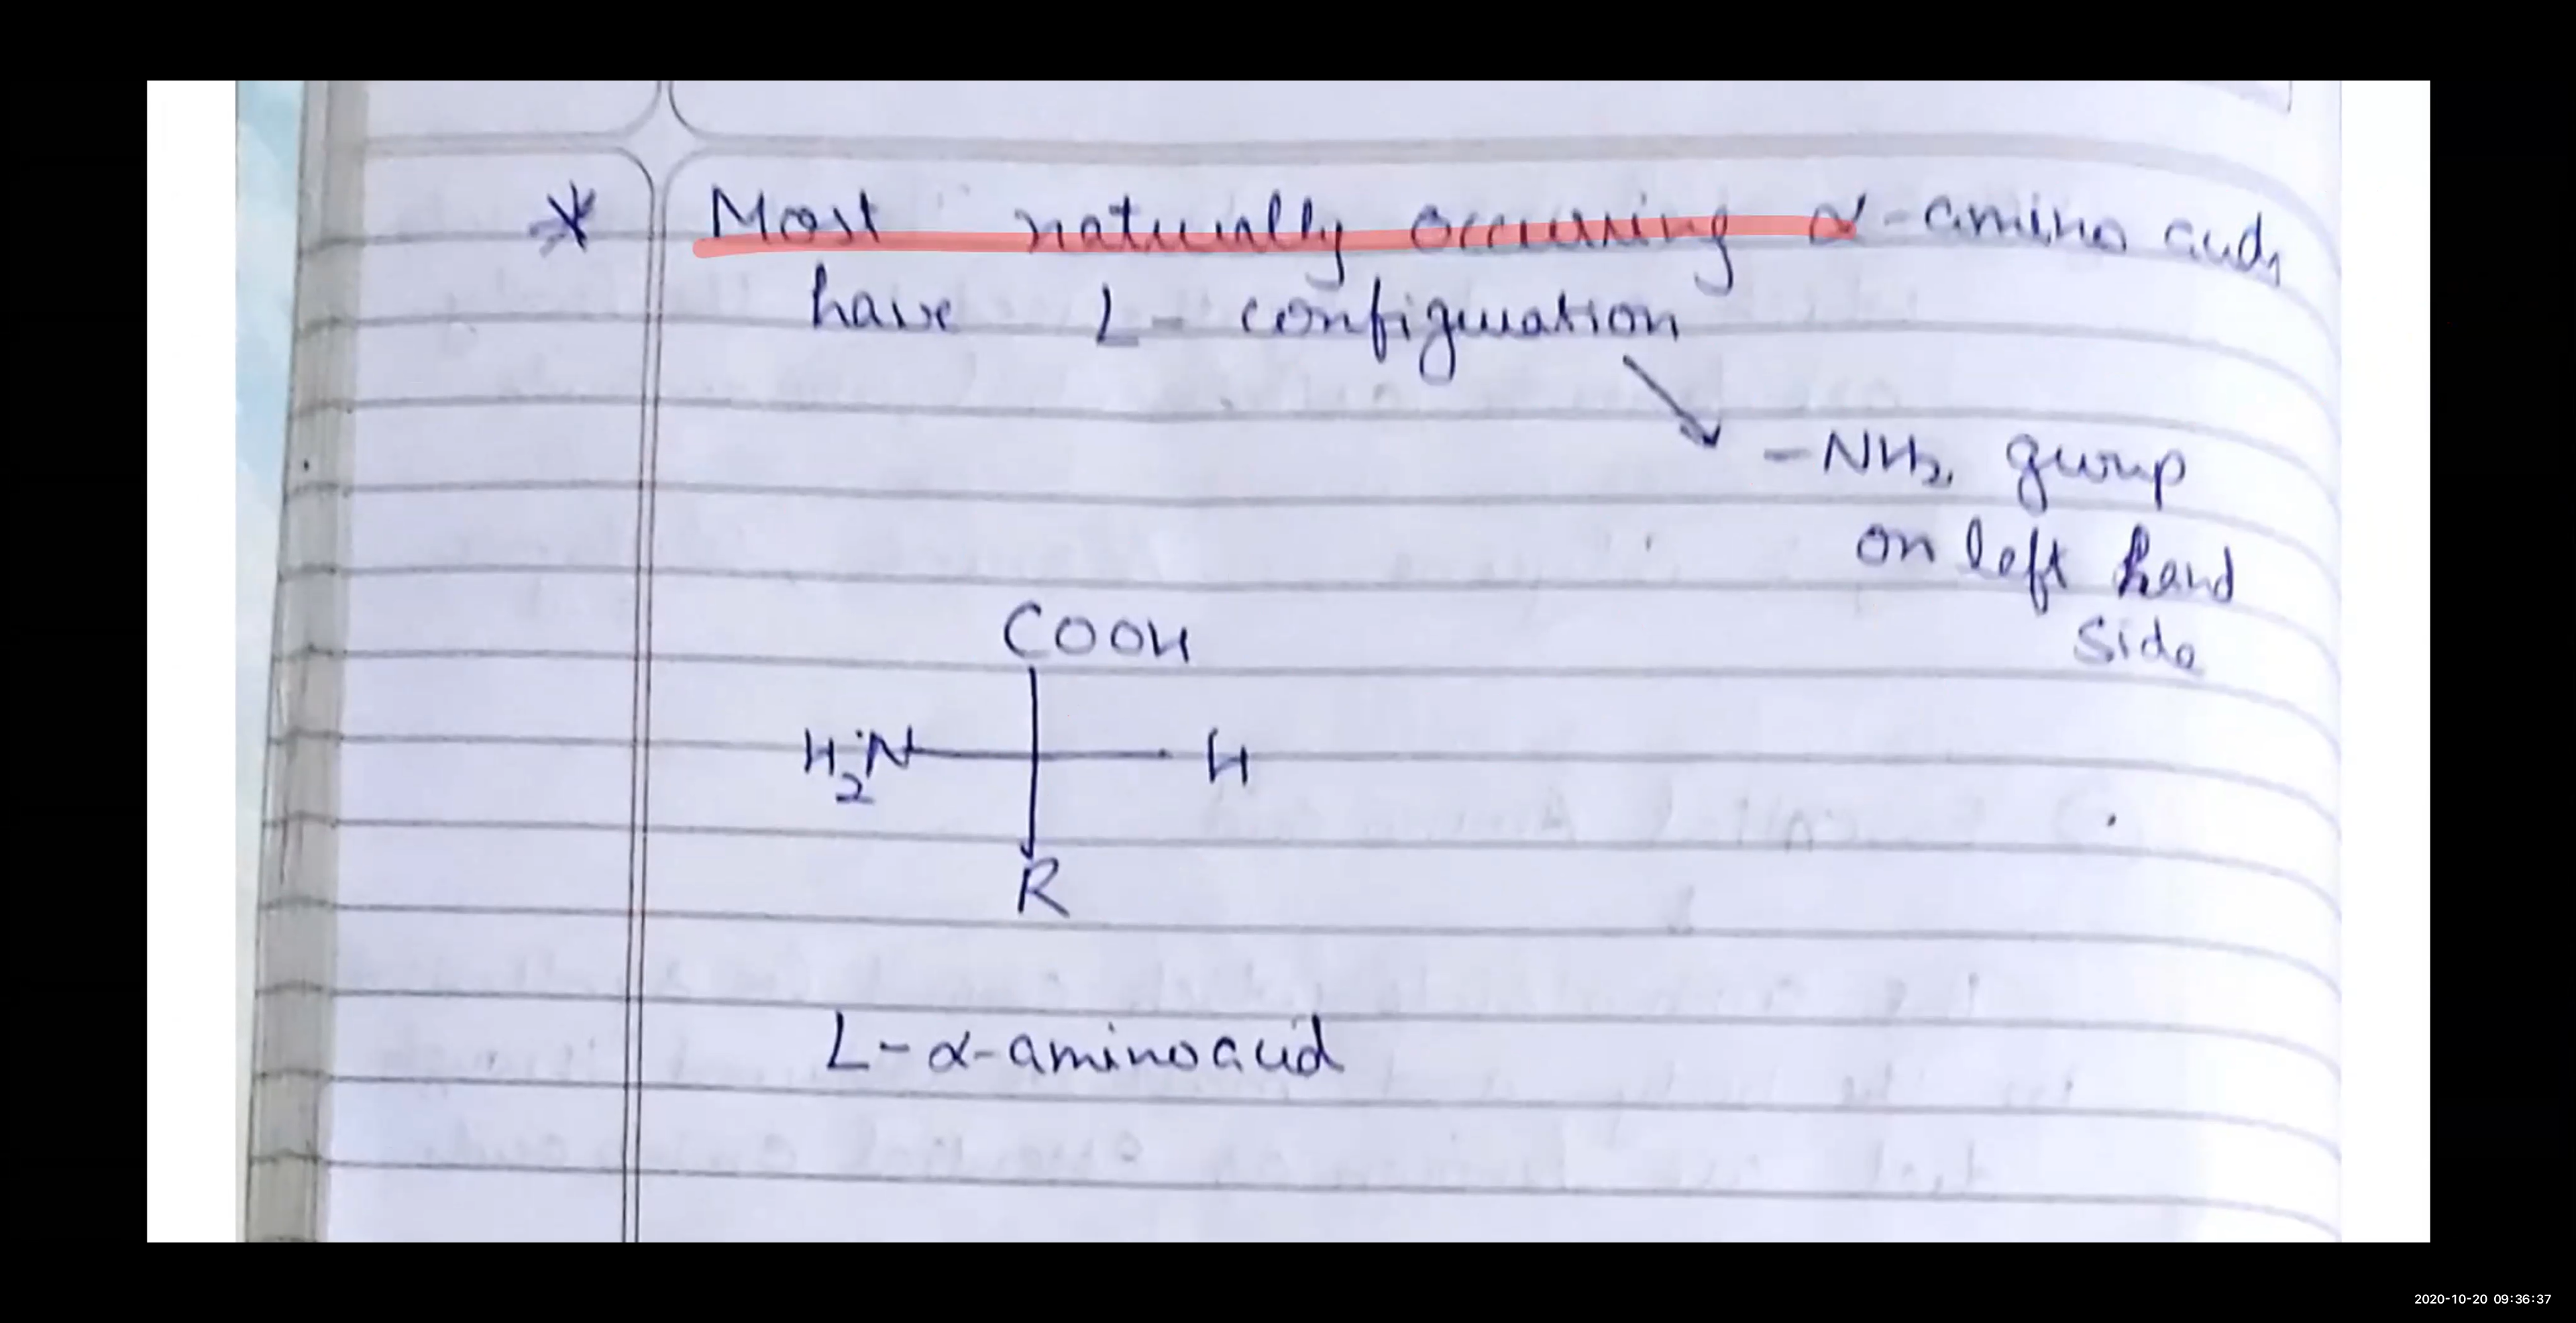 * Most naturally occurring α-amino acids
have L- configuration
-NH2 group
on left hand
side
COOH
H2N H
R
L-α-aminoacid
2020-10-20 09:36:37